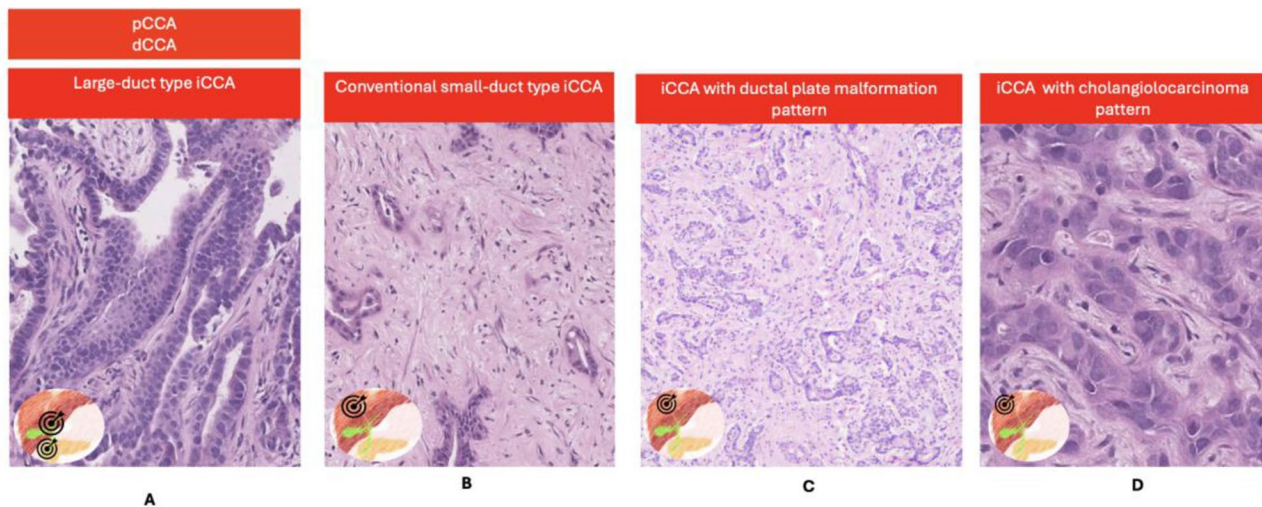 pCCA
dCCA
Large-duct type iCCA
Conventional small-duct type iCCA
iCCA with ductal plate malformation
pattern
iCCA with cholangiolocarcinoma
pattern
A
B
C
D